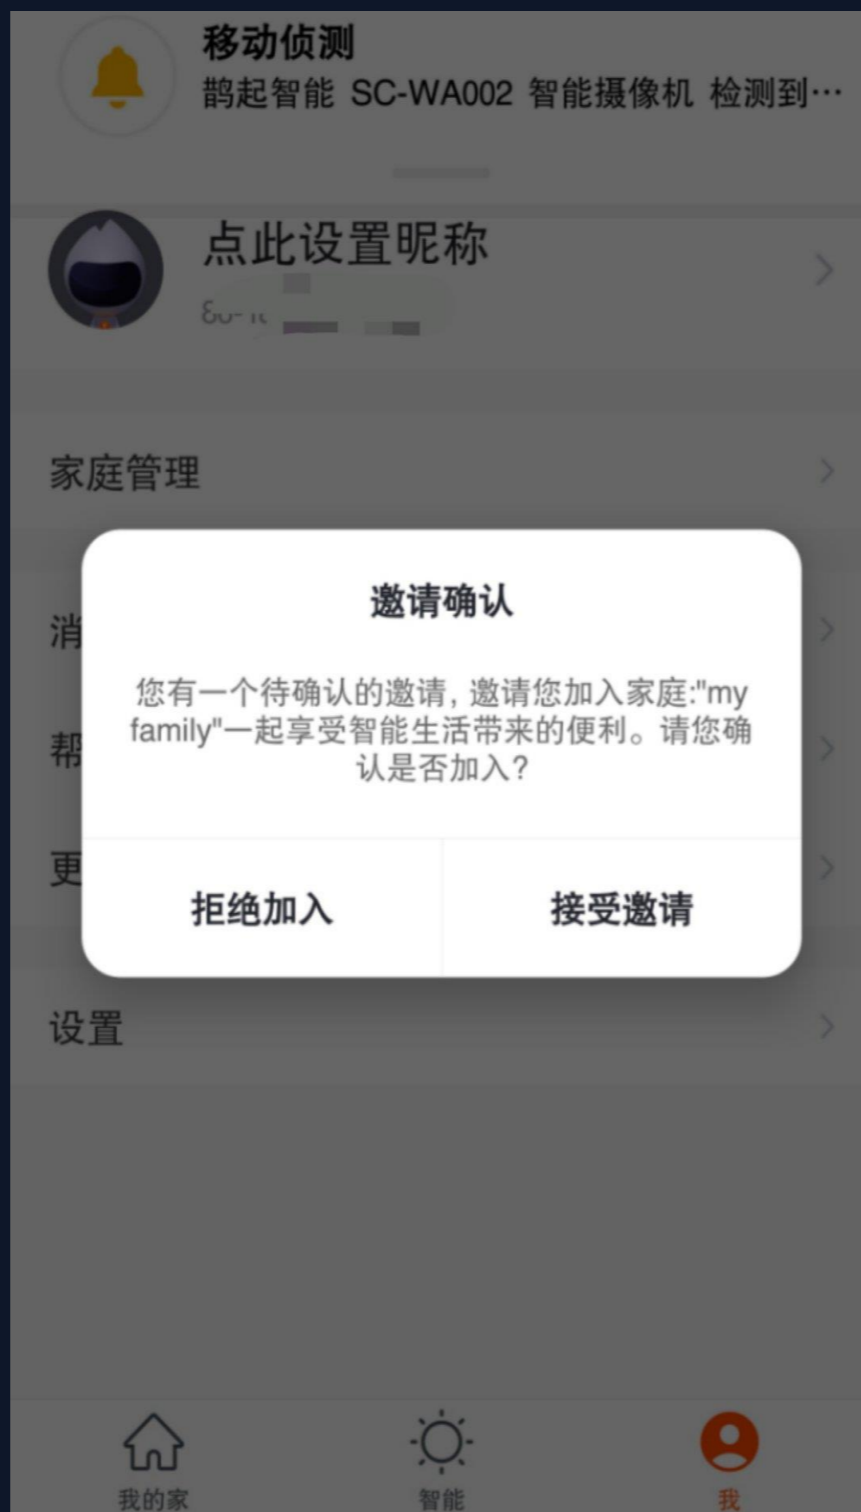 移动侦测
鹊起智能 SC-WA002 智能摄像机 检测到…
点此设置昵称
家庭管理
邀请确认
您有一个待确认的邀请, 邀请您加入家庭:"my
family"一起享受智能生活带来的便利。请您确
认是否加入?
消
帮
更
拒绝加入
接受邀请
设置
我的家
智能
我